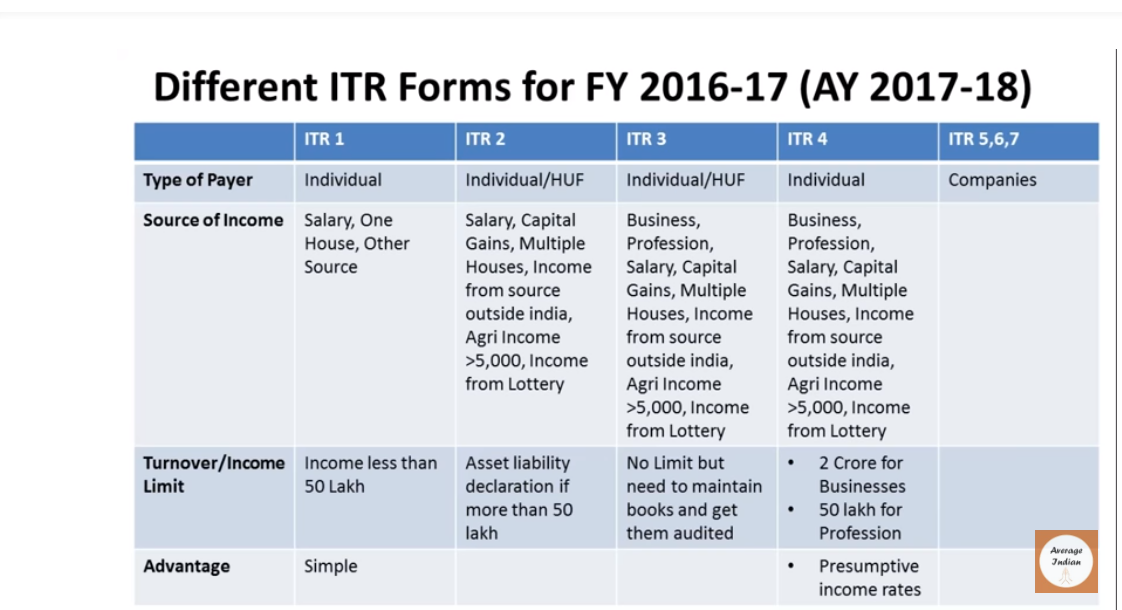 Different ITR Forms for FY 2016-17 (AY 2017-18)
ITR 1
ITR 2
ITR 3
ITR 4
ITR 5,6,7
Type of Payer
Individual
Individual/HUF
Individual/HUF
Individual
Companies
Source of Income
Salary, One
House, Other
Source
Salary, Capital
Gains, Multiple
Houses, Income
from source
outside india,
Agri Income
>5,000, Income
from Lottery
Business,
Profession,
Salary, Capital
Gains, Multiple
Houses, Income
from source
outside india,
Agri Income
>5,000, Income
from Lottery
Business,
Profession,
Salary, Capital
Gains, Multiple
Houses, Income
from source
outside india,
Agri Income
>5,000, Income
from Lottery
Turnover/Income
Limit
Income less than
50 Lakh
Asset liability
declaration if
more than 50
lakh
No Limit but
need to maintain
books and get
them audited
• 2 Crore for
Businesses
• 50 lakh for
Profession
Advantage
Simple
• Presumptive
income rates
Average
Indian